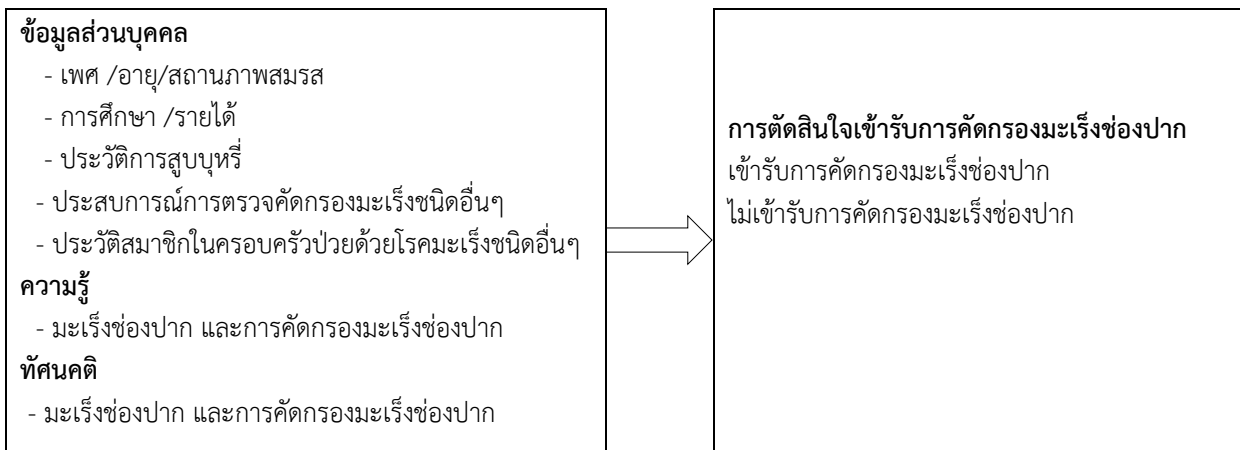 ข้อมูลส่วนบุคคล
- เพศ /อายุ/สถานภาพสมรส
- การศึกษา /รายได้
- ประวัติการสูบบุหรี่
- ประสบการณ์การตรวจคัดกรองมะเร็งชนิดอื่นๆ
- ประวัติสมาชิกในครอบครัวป่วยด้วยโรคมะเร็งชนิดอื่นๆ
ความรู้
- มะเร็งช่องปาก และการคัดกรองมะเร็งช่องปาก
ทัศนคติ
- มะเร็งช่องปาก และการคัดกรองมะเร็งช่องปาก
การตัดสินใจเข้ารับการคัดกรองมะเร็งช่องปาก
เข้ารับการคัดกรองมะเร็งช่องปาก
ไม่เข้ารับการคัดกรองมะเร็งช่องปาก